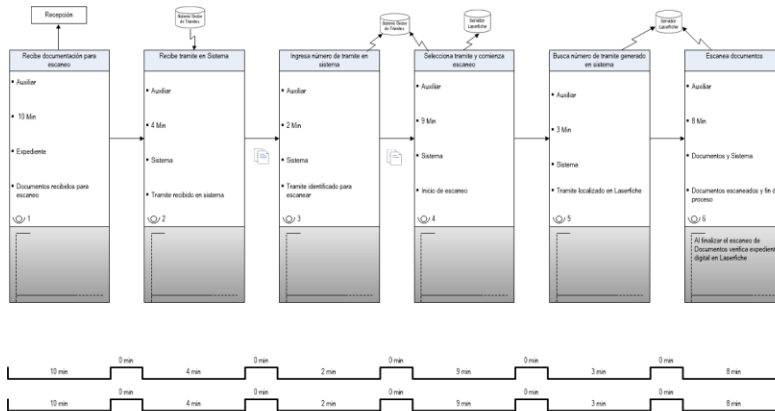 Recepción
Sistema Gestor
de Trámites
Sistema Gestor
de Trámites
Servidor
Laserfiche
Servidor
Laserfiche
Recibe documentación para
escaneo
Auxiliar
10 Min
Expediente
Documentos recibidos para
escaneo
1
Recibe tramite en Sistema
Auxiliar
4 Min
Sistema
Tramite recibido en sistema
2
Ingresa número de tramite en
sistema
Auxiliar
2 Min
Sistema
Tramite identificado para
escanear
3
Selecciona tramite y comienza
escaneo
Auxiliar
9 Min
Sistema
Inicio de escaneo
4
Busca número de tramite generado
en sistema
Auxiliar
3 Min
Sistema
Tramite localizado en Laserfiche
5
Escanea documentos
Auxiliar
8 Min
Documentos y Sistema
Documentos escaneados y fin d
proceso
6
Al finalizar el escaneo de
Documentos verifica expedient
digital en Laserfiche
0 min
0 min
0 min
0 min
0 min
10 min
4 min
2 min
9 min
3 min
8 min
0 min
0 min
0 min
0 min
0 min
10 min
4 min
2 min
9 min
3 min
8 min